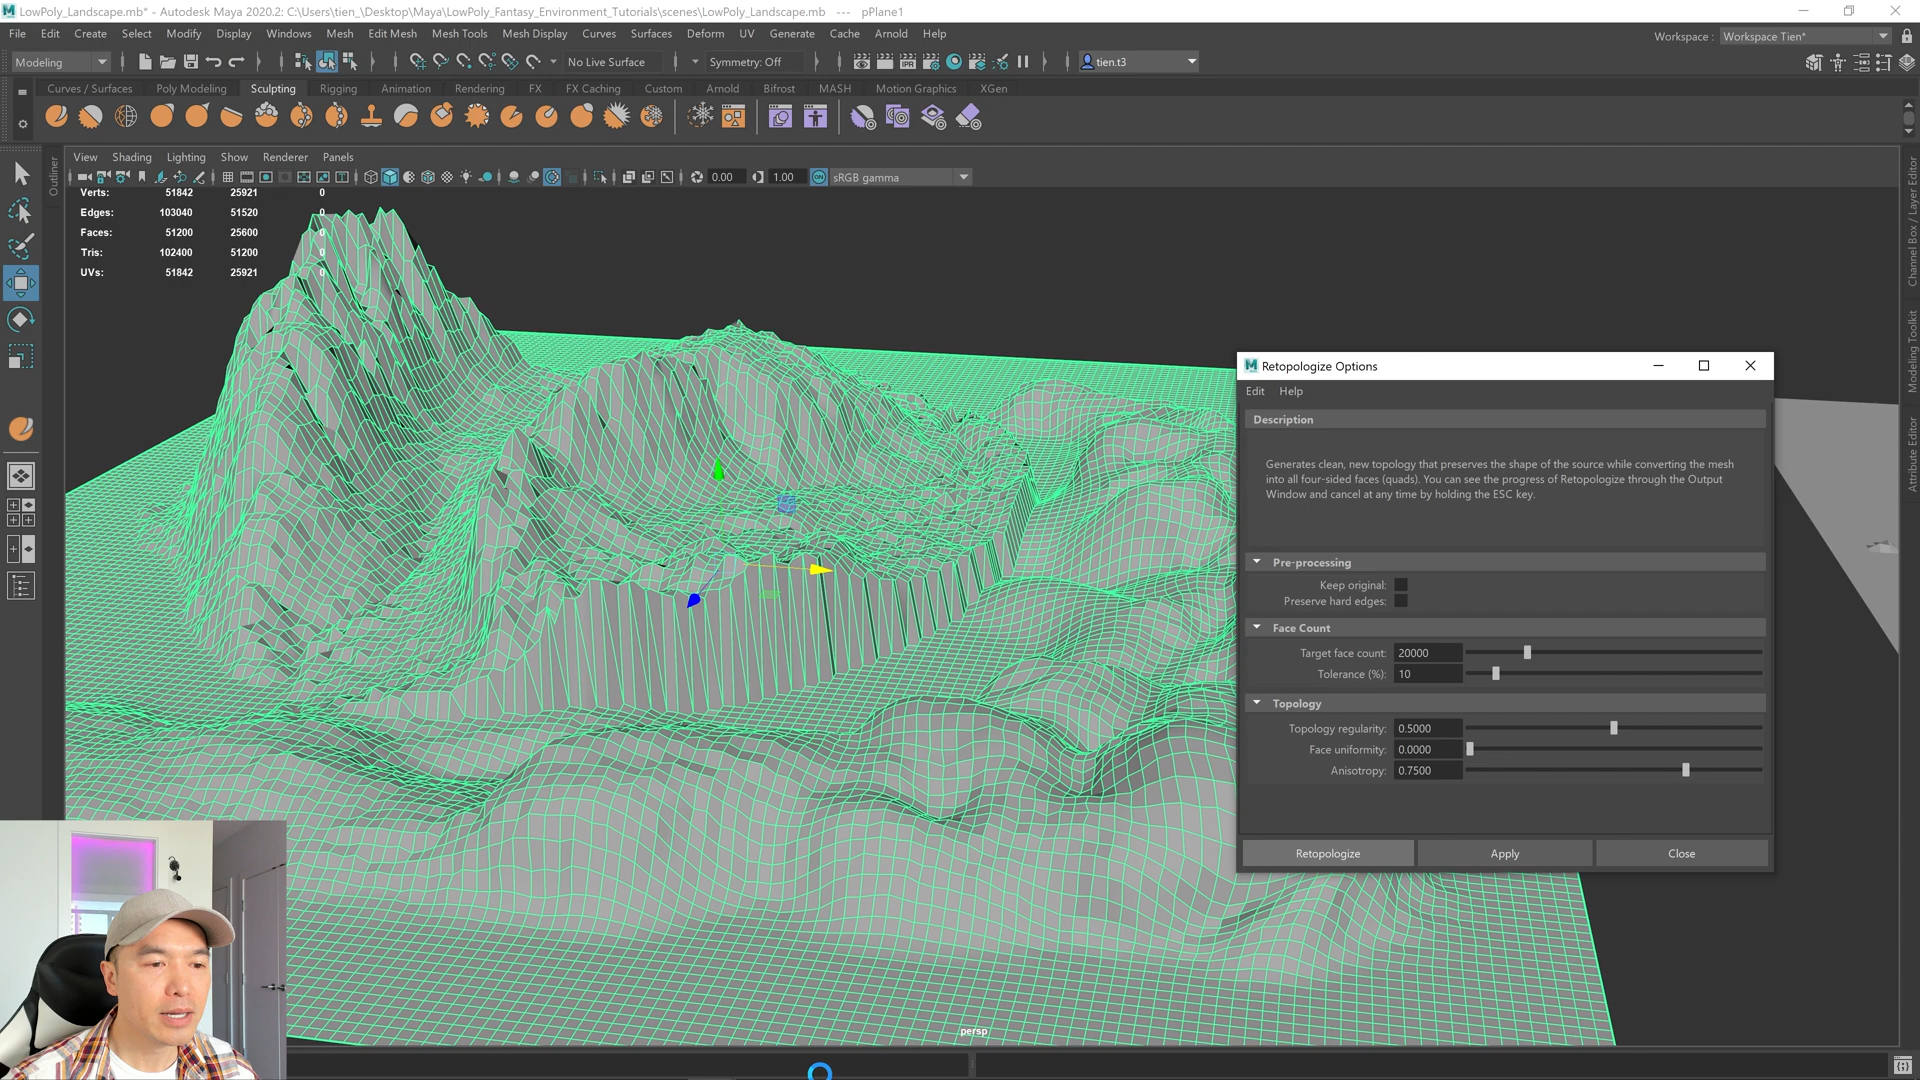 LowPoly_Landscape.mb* - Autodesk Maya 2020.2: C:\Users\tien_\Desktop\Maya\LowPoly_Fantasy_Environment_Tutorials\scenes\LowPoly_Landscape.mb --- pPlane1
File Edit Create Select Modify Display Windows Mesh Edit Mesh Mesh Tools Mesh Display Curves Surfaces Deform UV Generate Cache Arnold Help
Workspace : Workspace Tien*
Modeling No Live Surface Symmetry: Off tien.t3
Curves / Surfaces Poly Modeling Sculpting Rigging Animation Rendering FX FX Caching Custom Arnold Bifrost MASH Motion Graphics XGen
View Shading Lighting Show Renderer Panels
0.00 1.00 sRGB gamma
Outliner
Verts: 51842 25921 0
Edges: 103040 51520 0
Faces: 51200 25600 0
Tris: 102400 51200 0
UVs: 51842 25921 0
Channel Box / Layer Editor
Modeling Toolkit
Attribute Editor
Retopologize Options
Edit Help
Description
Generates clean, new topology that preserves the shape of the source while converting the mesh
into all four-sided faces (quads). You can see the progress of Retopologize through the Output
Window and cancel at any time by holding the ESC key.
Pre-processing
Keep original:
Preserve hard edges:
Face Count
Target face count: 20000
Tolerance (%): 10
Topology
Topology regularity: 0.5000
Face uniformity: 0.0000
Anisotropy: 0.7500
Retopologize Apply Close
persp